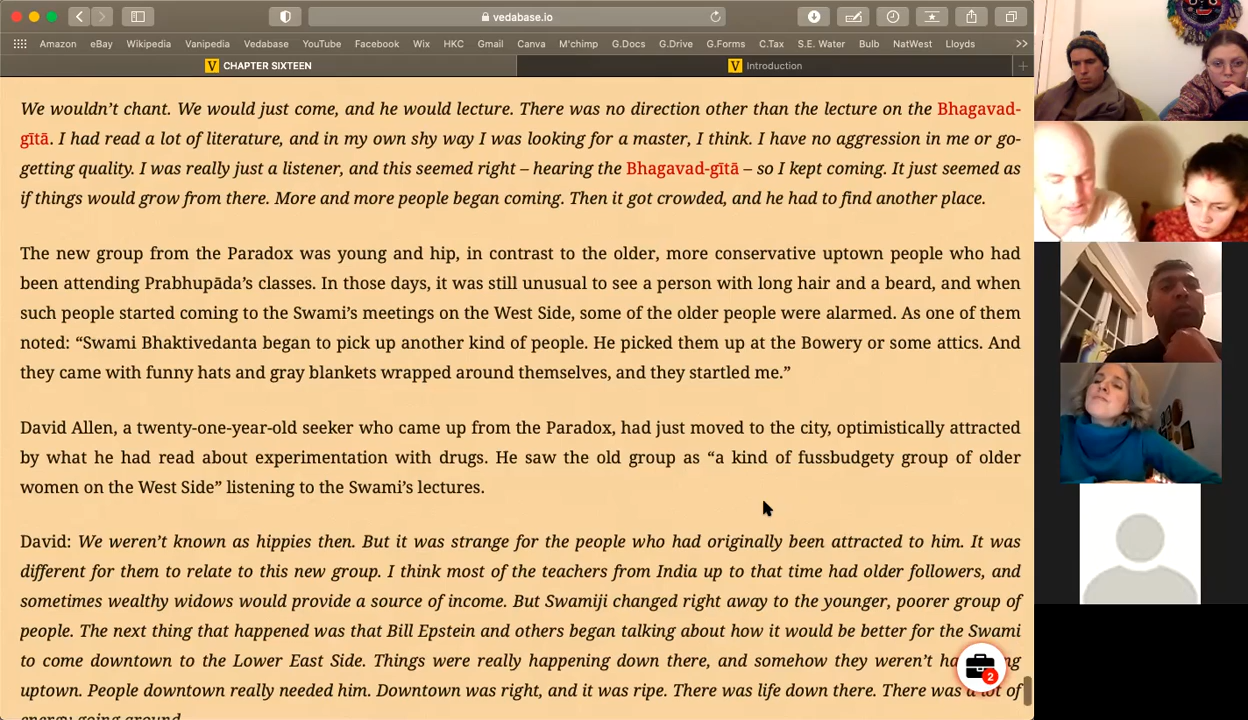 vedabase.io
Amazon eBay Wikipedia Vanipedia Vedabase YouTube Facebook Wix HKC Gmail Canva M'chimp G.Docs G.Drive G.Forms C.Tax S.E. Water Bulb NatWest Lloyds
V CHAPTER SIXTEEN V Introduction
We wouldn’t chant. We would just come, and he would lecture. There was no direction other than the lecture on the Bhagavad-
gītā. I had read a lot of literature, and in my own shy way I was looking for a master, I think. I have no aggression in me or go-
getting quality. I was really just a listener, and this seemed right – hearing the Bhagavad-gītā – so I kept coming. It just seemed as
if things would grow from there. More and more people began coming. Then it got crowded, and he had to find another place.
The new group from the Paradox was young and hip, in contrast to the older, more conservative uptown people who had
been attending Prabhupāda’s classes. In those days, it was still unusual to see a person with long hair and a beard, and when
such people started coming to the Swami’s meetings on the West Side, some of the older people were alarmed. As one of them
noted: “Swami Bhaktivedanta began to pick up another kind of people. He picked them up at the Bowery or some attics. And
they came with funny hats and gray blankets wrapped around themselves, and they startled me.”
David Allen, a twenty-one-year-old seeker who came up from the Paradox, had just moved to the city, optimistically attracted
by what he had read about experimentation with drugs. He saw the old group as “a kind of fussbudgety group of older
women on the West Side” listening to the Swami’s lectures.
David: We weren’t known as hippies then. But it was strange for the people who had originally been attracted to him. It was
different for them to relate to this new group. I think most of the teachers from India up to that time had older followers, and
sometimes wealthy widows would provide a source of income. But Swamiji changed right away to the younger, poorer group of
people. The next thing that happened was that Bill Epstein and others began talking about how it would be better for the Swami
to come downtown to the Lower East Side. Things were really happening down there, and somehow they weren’t
uptown. People downtown really needed him. Downtown was right, and it was ripe. There was life down there. There was a lot of
energy going around
2